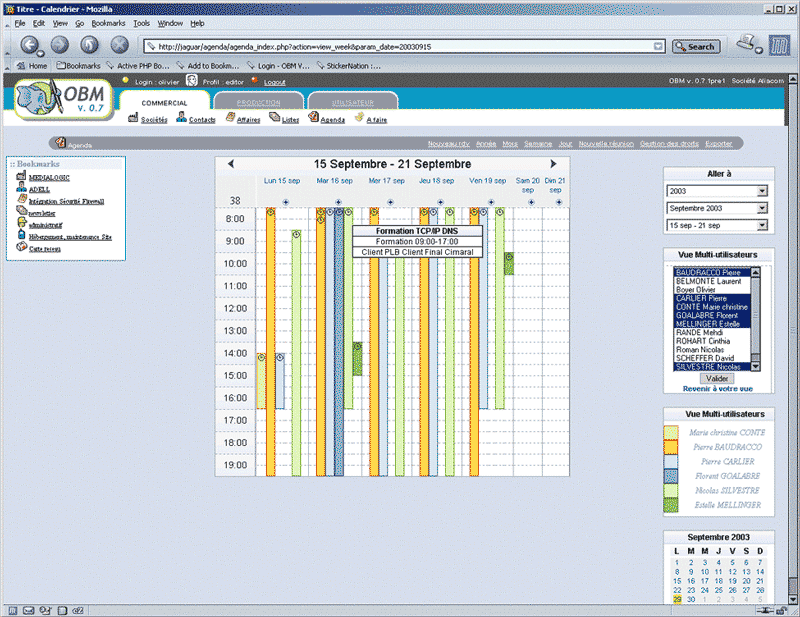 Titre - Calendrier - Mozilla
File Edit View Go Bookmarks Tools Window Help
http://jaguar/agenda/agenda_index.php?action=view_week&param_date=20030915
Search
Home Bookmarks Active PHP Bo... Add to Bookm... Login - OBM V... StickerNation :...
Login : olivier Profil : editor Logout
OBM v. 0.7pre1 Société Aliacom
OBM
v. 0.7
COMMERCIAL PRODUCTION UTILISATEUR
Sociétés Contacts Affaires Listes Agenda A faire
Agenda
Nouveau rdv Année Mois Semaine Jour Nouvelle réunion Gestion des droits Exporter
:: Bookmarks
MEDIALOGIC
ADELL
Intégration Sécurité Firewall
newsletter
administratif
Hébergement, maintenance Site
Carte reseau
15 Septembre - 21 Septembre
Lun 15 sep Mar 16 sep Mer 17 sep Jeu 18 sep Ven 19 sep Sam 20 sep Dim 21 sep
38
8:00
9:00
10:00
11:00
12:00
13:00
14:00
15:00
16:00
17:00
18:00
19:00
Formation TCP/IP DNS
Formation 09:00-17:00
Client PLB Client Final Cimaral
Aller à
2003
Septembre 2003
15 sep - 21 sep
Vue Multi-utilisateurs
BAUDRACCO Pierre
BELMONTE Laurent
Boyer Olivier
CARLIER Pierre
CONTE Marie christine
GOALABRE Florent
MELLINGER Estelle
RANDE Mehdi
ROHART Cinthia
Roman Nicolas
SCHEFFER David
SILVESTRE Nicolas
Valider
Revenir à votre vue
Vue Multi-utilisateurs
Marie christine CONTE
Pierre BAUDRACCO
Pierre CARLIER
Florent GOALABRE
Nicolas SILVESTRE
Estelle MELLINGER
Septembre 2003
L M M J V S D
1 2 3 4 5 6 7
8 9 10 11 12 13 14
15 16 17 18 19 20 21
22 23 24 25 26 27 28
29 30 1 2 3 4 5